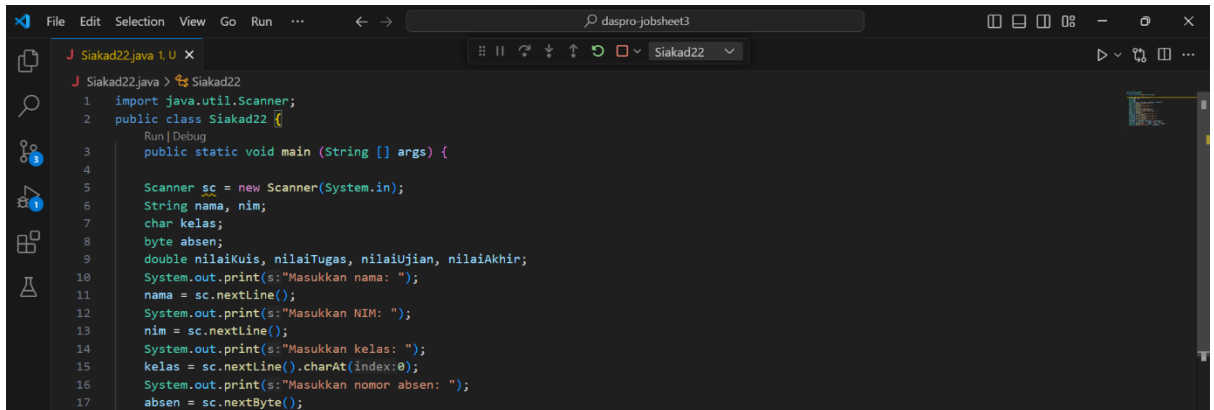 File Edit Selection View Go Run ··· ← → daspro-jobsheet3
J Siakad22.java 1, U × Siakad22
J Siakad22.java > Siakad22
1 import java.util.Scanner;
2 public class Siakad22 {
Run | Debug
3 public static void main (String [] args) {
4
5 Scanner sc = new Scanner(System.in);
6 String nama, nim;
7 char kelas;
8 byte absen;
9 double nilaiKuis, nilaiTugas, nilaiUjian, nilaiAkhir;
10 System.out.print(s:"Masukkan nama: ");
11 nama = sc.nextLine();
12 System.out.print(s:"Masukkan NIM: ");
13 nim = sc.nextLine();
14 System.out.print(s:"Masukkan kelas: ");
15 kelas = sc.nextLine().charAt(index:0);
16 System.out.print(s:"Masukkan nomor absen: ");
17 absen = sc.nextByte();
3
1